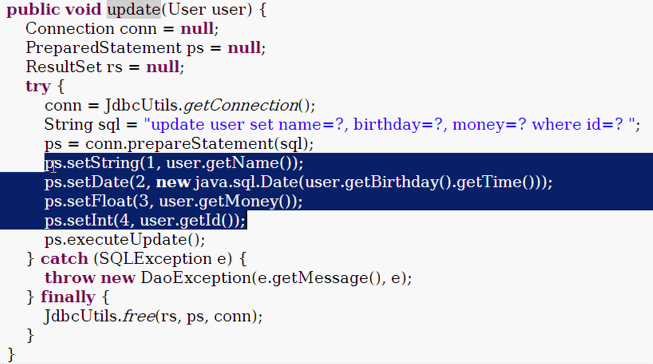 public void update(User user) {
Connection conn = null;
PreparedStatement ps = null;
ResultSet rs = null;
try {
conn = JdbcUtils.getConnection();
String sql = "update user set name=?, birthday=?, money=? where id=? ";
ps = conn.prepareStatement(sql);
ps.setString(1, user.getName());
ps.setDate(2, new java.sql.Date(user.getBirthday().getTime()));
ps.setFloat(3, user.getMoney());
ps.setInt(4, user.getId());
ps.executeUpdate();
} catch (SQLException e) {
throw new DaoException(e.getMessage(), e);
} finally {
JdbcUtils.free(rs, ps, conn);
}
}